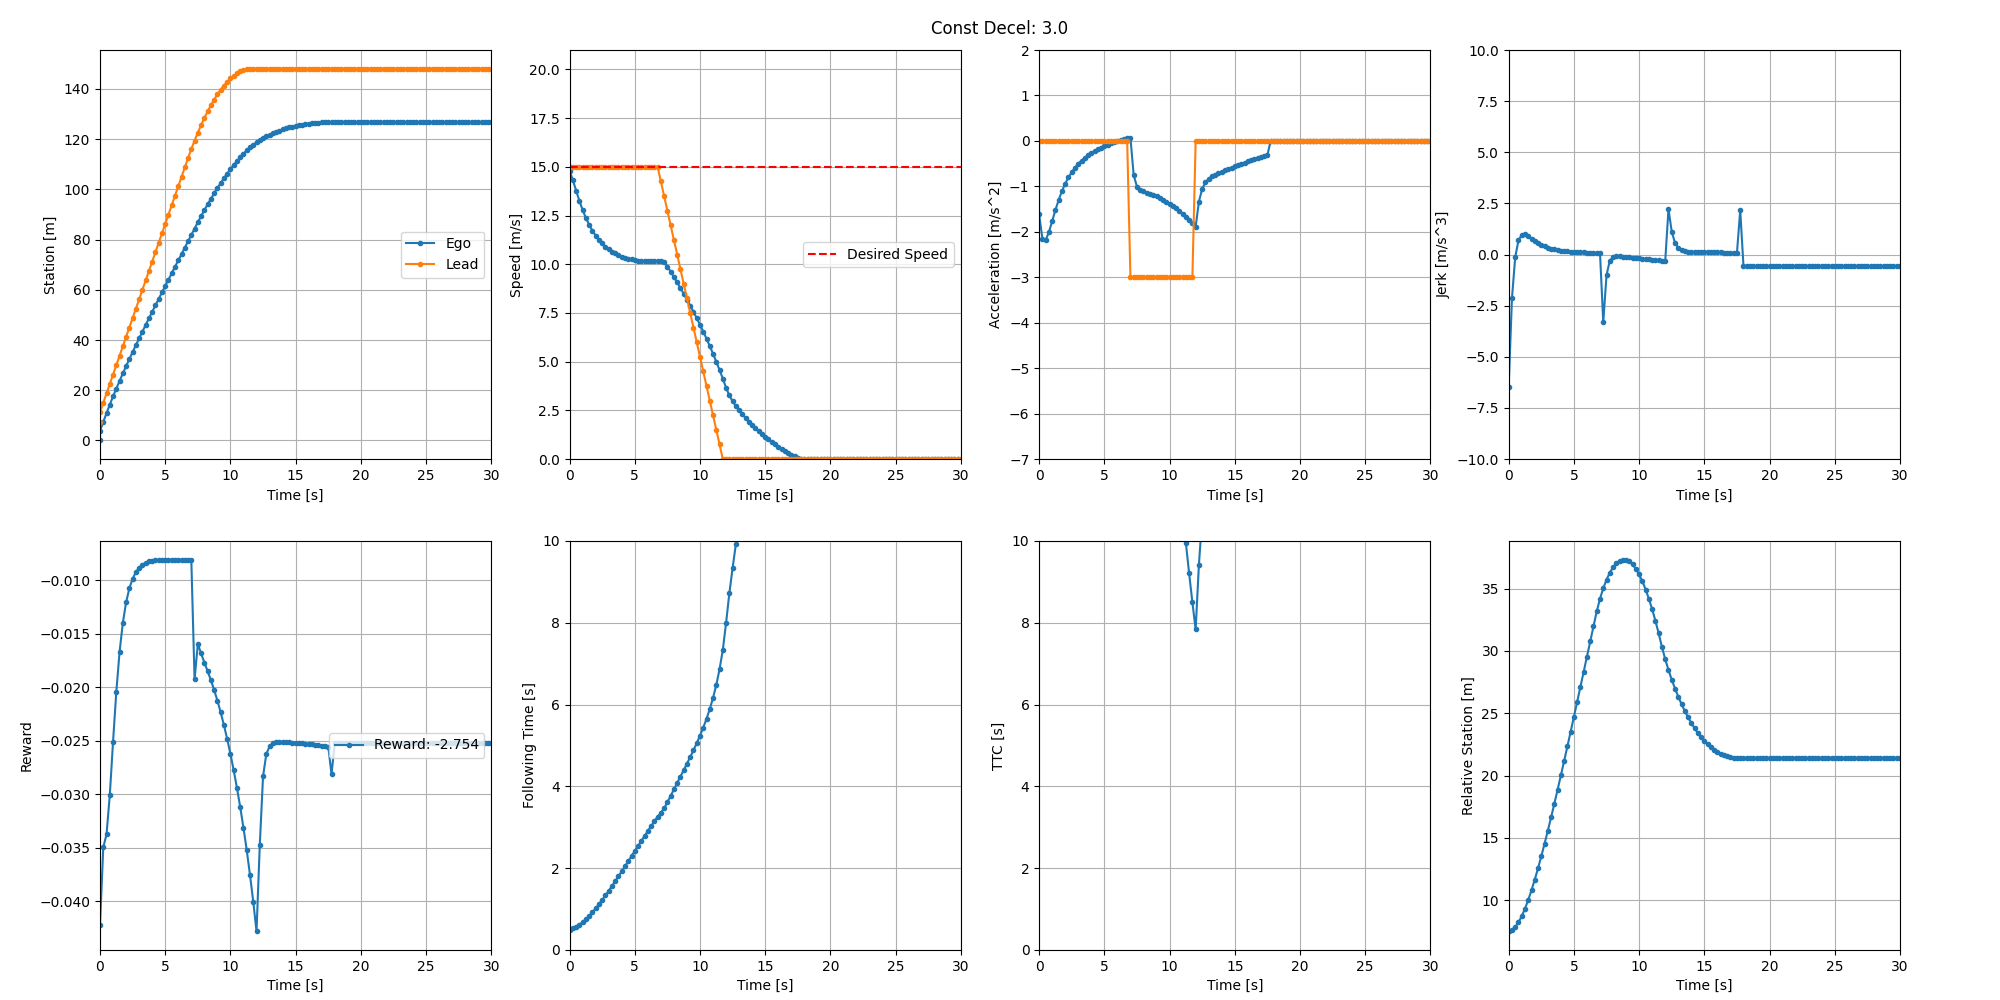 Const Decel: 3.0
Station [m]
140
120
100
80
60
40
20
0
Ego
Lead
0 5 10 15 20 25 30
Time [s]
Speed [m/s]
20.0
17.5
15.0
12.5
10.0
7.5
5.0
2.5
0.0
Desired Speed
0 5 10 15 20 25 30
Time [s]
Acceleration [m/s^2]
2
1
0
−1
−2
−3
−4
−5
−6
−7
0 5 10 15 20 25 30
Time [s]
Jerk [m/s^3]
10.0
7.5
5.0
2.5
0.0
−2.5
−5.0
−7.5
−10.0
0 5 10 15 20 25 30
Time [s]
Reward
−0.010
−0.015
−0.020
−0.025
−0.030
−0.035
−0.040
Reward: -2.754
0 5 10 15 20 25 30
Time [s]
Following Time [s]
10
8
6
4
2
0
0 5 10 15 20 25 30
Time [s]
TTC [s]
10
8
6
4
2
0
0 5 10 15 20 25 30
Time [s]
Relative Station [m]
35
30
25
20
15
10
0 5 10 15 20 25 30
Time [s]